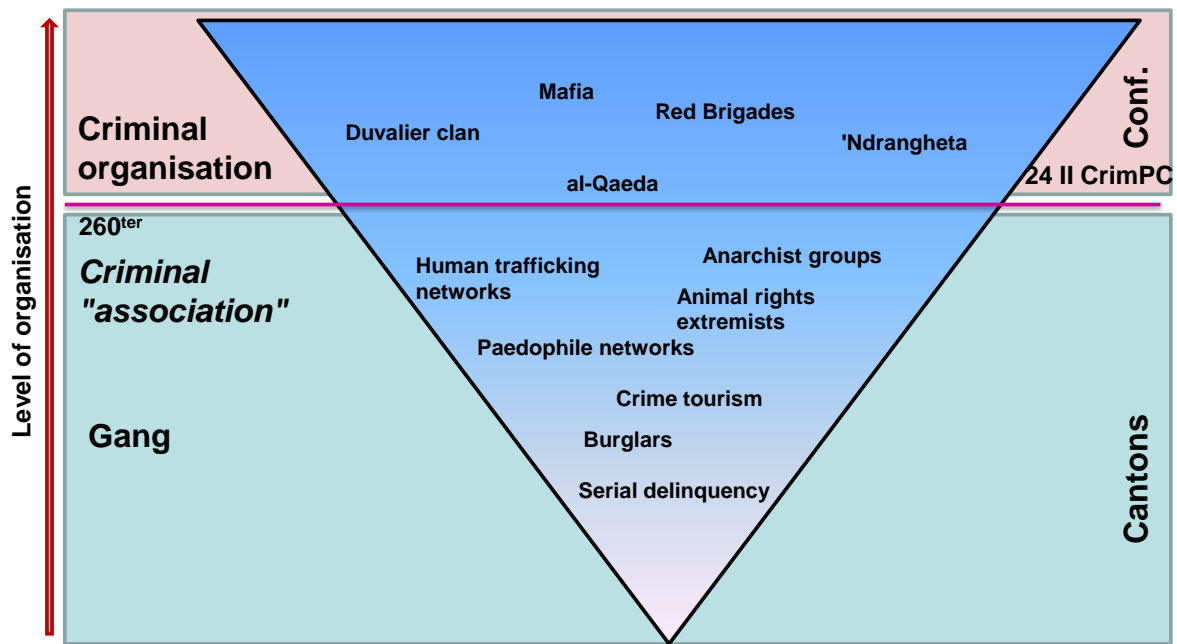 Level of organisation
Criminal
organisation
Mafia
Red Brigades
Duvalier clan
'Ndrangheta
al-Qaeda
Conf.
24 II CrimPC
260ter
Criminal
"association"
Human trafficking
networks
Anarchist groups
Animal rights
extremists
Paedophile networks
Crime tourism
Gang
Burglars
Serial delinquency
Cantons